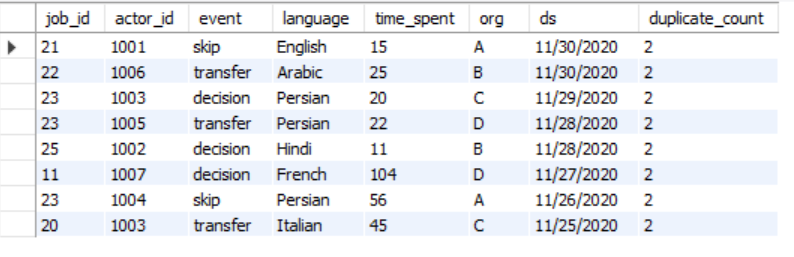 job_id actor_id event language time_spent org ds duplicate_count
21 1001 skip English 15 A 11/30/2020 2
22 1006 transfer Arabic 25 B 11/30/2020 2
23 1003 decision Persian 20 C 11/29/2020 2
23 1005 transfer Persian 22 D 11/28/2020 2
25 1002 decision Hindi 11 B 11/28/2020 2
11 1007 decision French 104 D 11/27/2020 2
23 1004 skip Persian 56 A 11/26/2020 2
20 1003 transfer Italian 45 C 11/25/2020 2